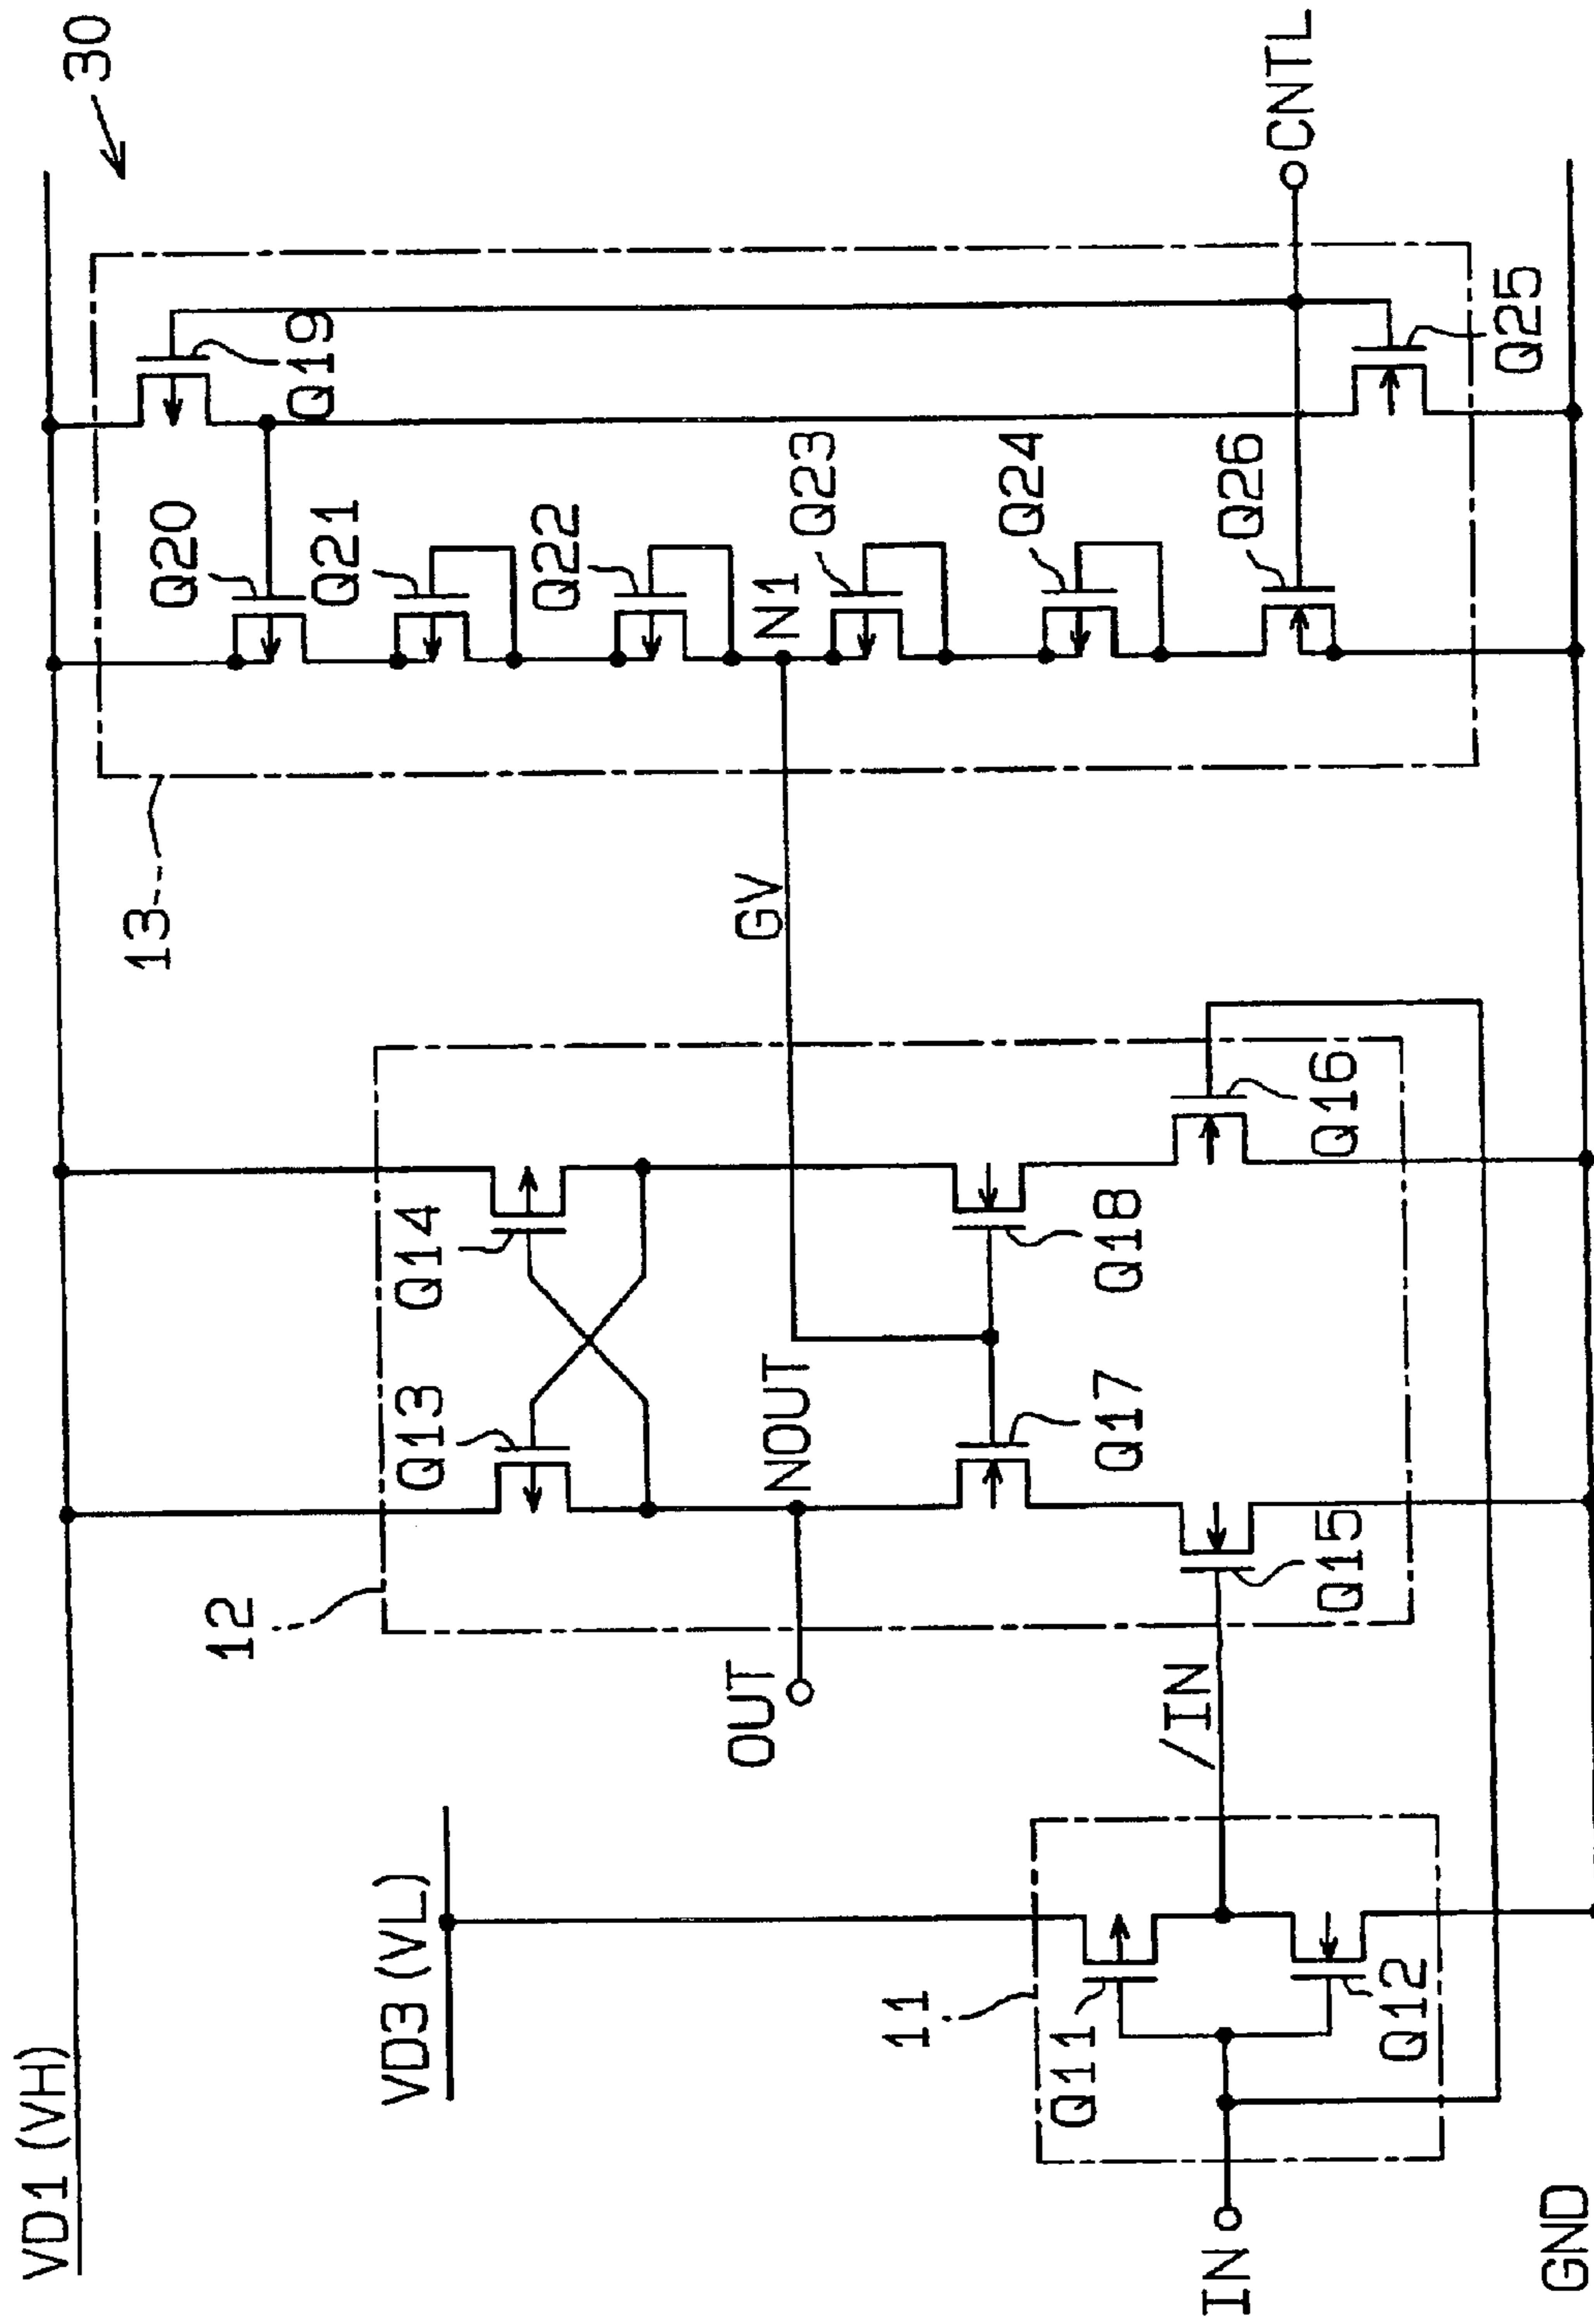 30
VD1 (VH)
VD3 (VL)
12
13
Q13
Q14
Q20
Q19
Q21
Q22
OUT
NOUT
GV
N1
Q23
11
Q11
/IN
Q17
Q18
Q24
IN
Q12
Q15
Q16
Q26
CNTL
Q25
GND